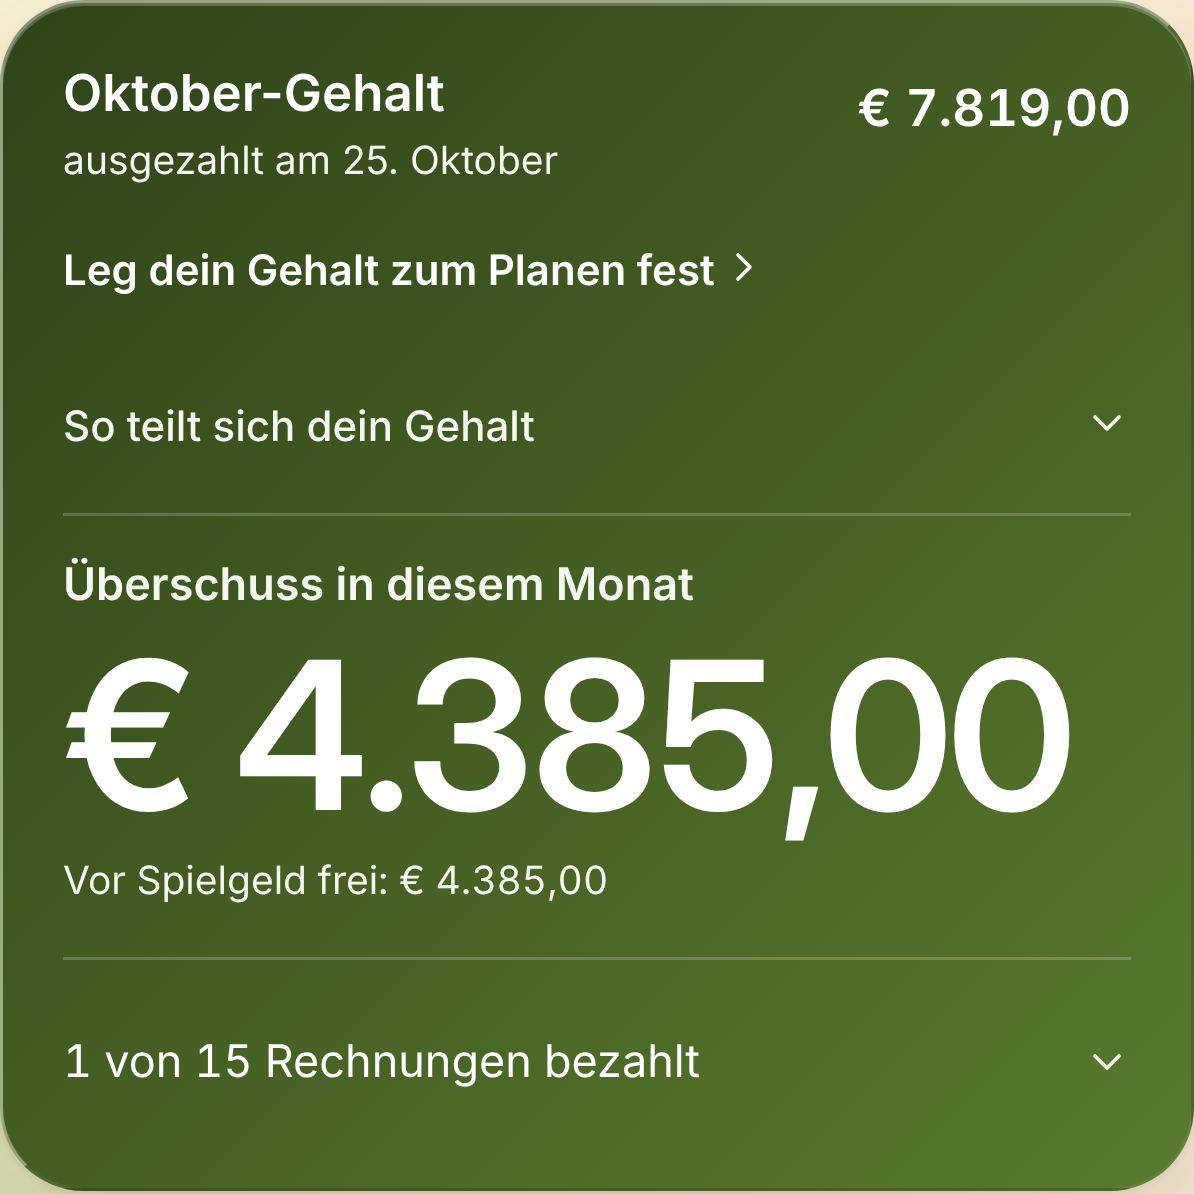 Oktober-Gehalt
€ 7.819,00
ausgezahlt am 25. Oktober
Leg dein Gehalt zum Planen fest
So teilt sich dein Gehalt
Überschuss in diesem Monat
€ 4.385,00
Vor Spielgeld frei: € 4.385,00
1 von 15 Rechnungen bezahlt